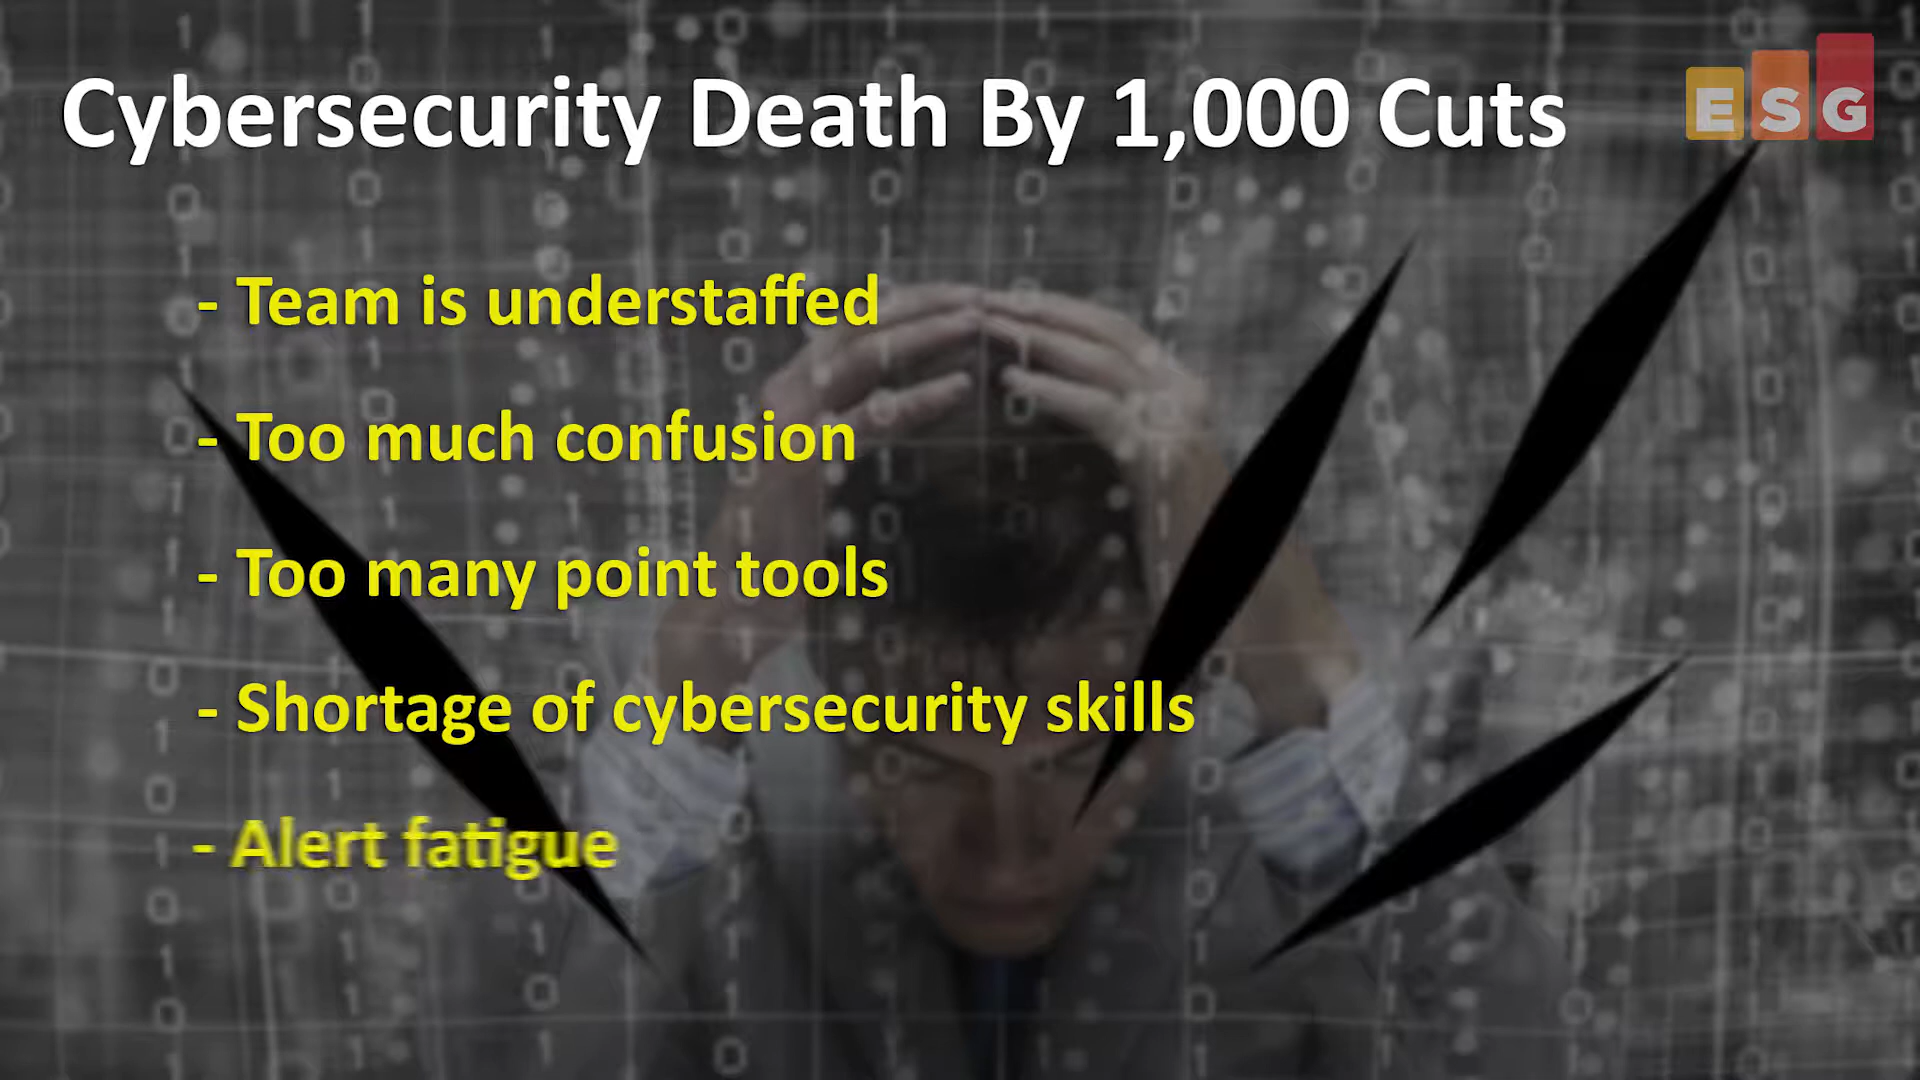 Cybersecurity Death By 1,000 Cuts
ESG
- Team is understaffed
- Too much confusion
- Too many point tools
- Shortage of cybersecurity skills
- Alert fatigue